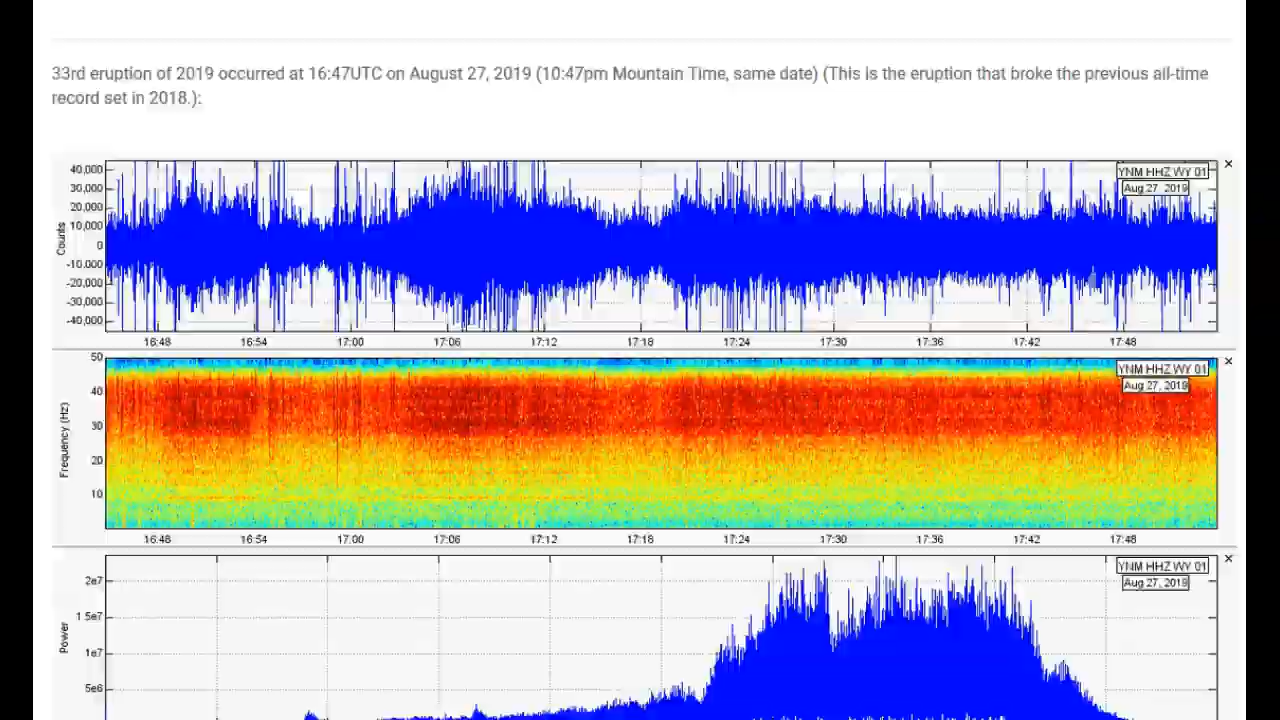 33rd eruption of 2019 occurred at 16:47UTC on August 27, 2019 (10:47pm Mountain Time, same date) (This is the eruption that broke the previous all-time
record set in 2018.):
40,000
30,000
20,000
10,000
0
-10,000
-20,000
-30,000
-40,000
Counts
YNM HHZ WY 01
Aug 27, 2019
16:48 16:54 17:00 17:06 17:12 17:18 17:24 17:30 17:36 17:42 17:48
50
40
30
20
10
Frequency (Hz)
YNM HHZ WY 01
Aug 27, 2019
16:48 16:54 17:00 17:06 17:12 17:18 17:24 17:30 17:36 17:42 17:48
2e7
1.5e7
1e7
5e6
Power
YNM HHZ WY 01
Aug 27, 2019